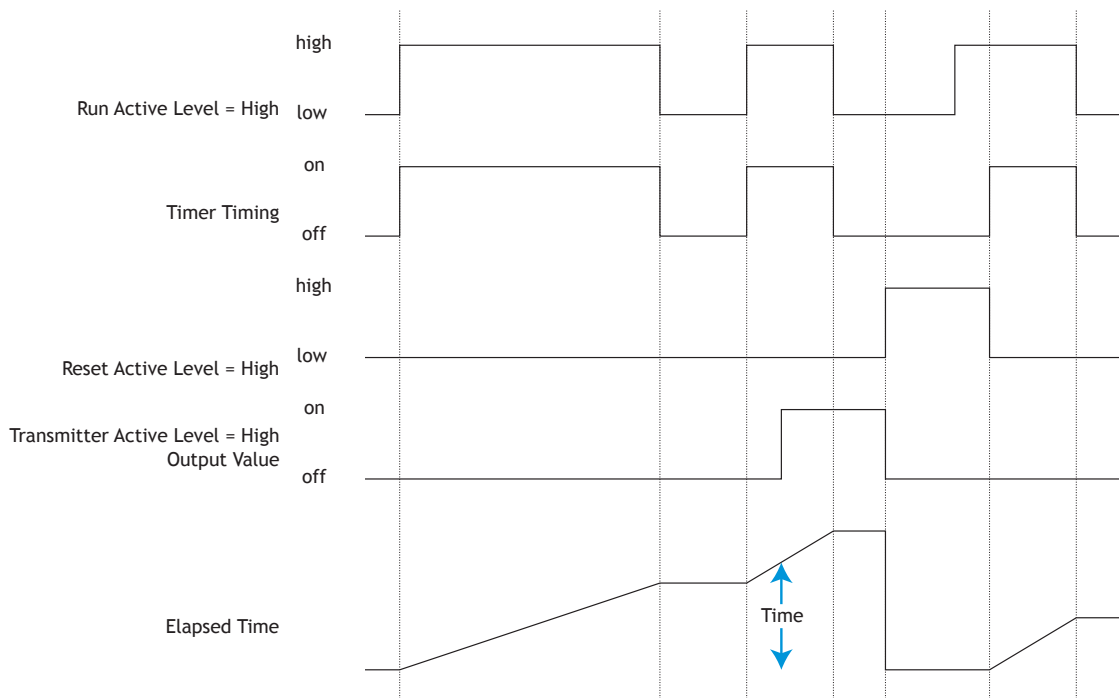 high
Run Active Level = High
low
on
Timer Timing
off
high
low
Reset Active Level = High
on
Transmitter Active Level = High
Output Value
off
Time
Elapsed Time